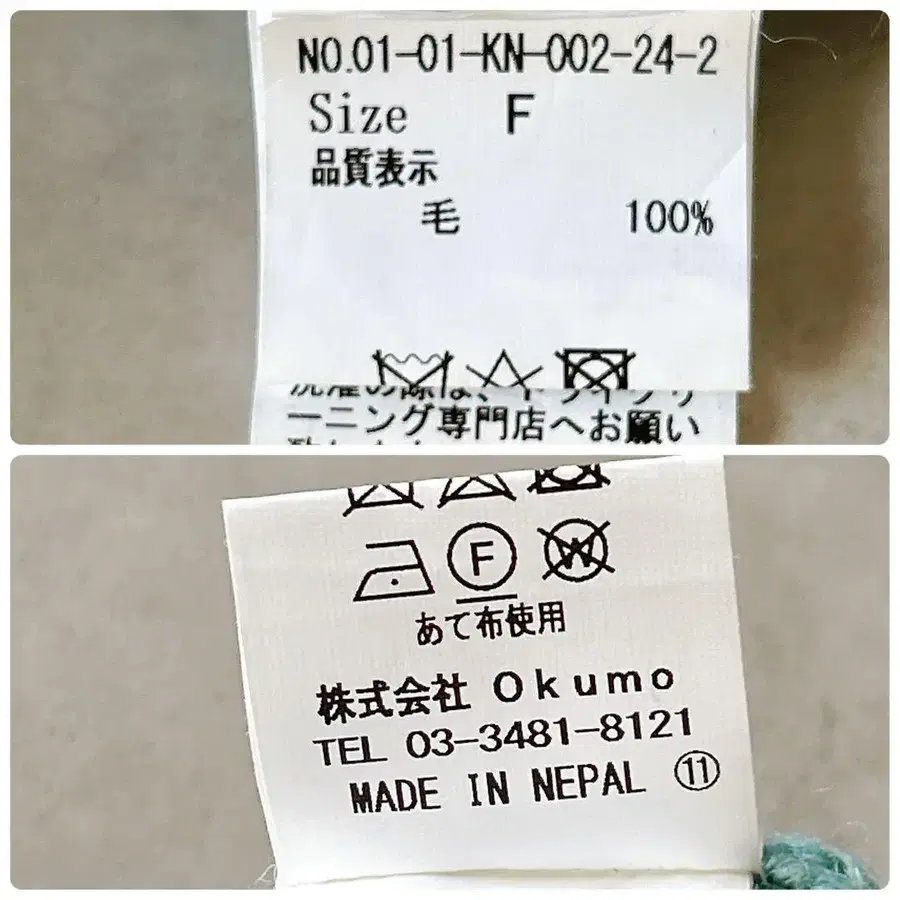 NO.01-01-KN-002-24-2
Size F
品質表示
毛 100%
ーニング専門店へお願い
F
W
あて布使用
株式会社 Okumo
TEL 03-3481-8121
MADE IN NEPAL ⑪